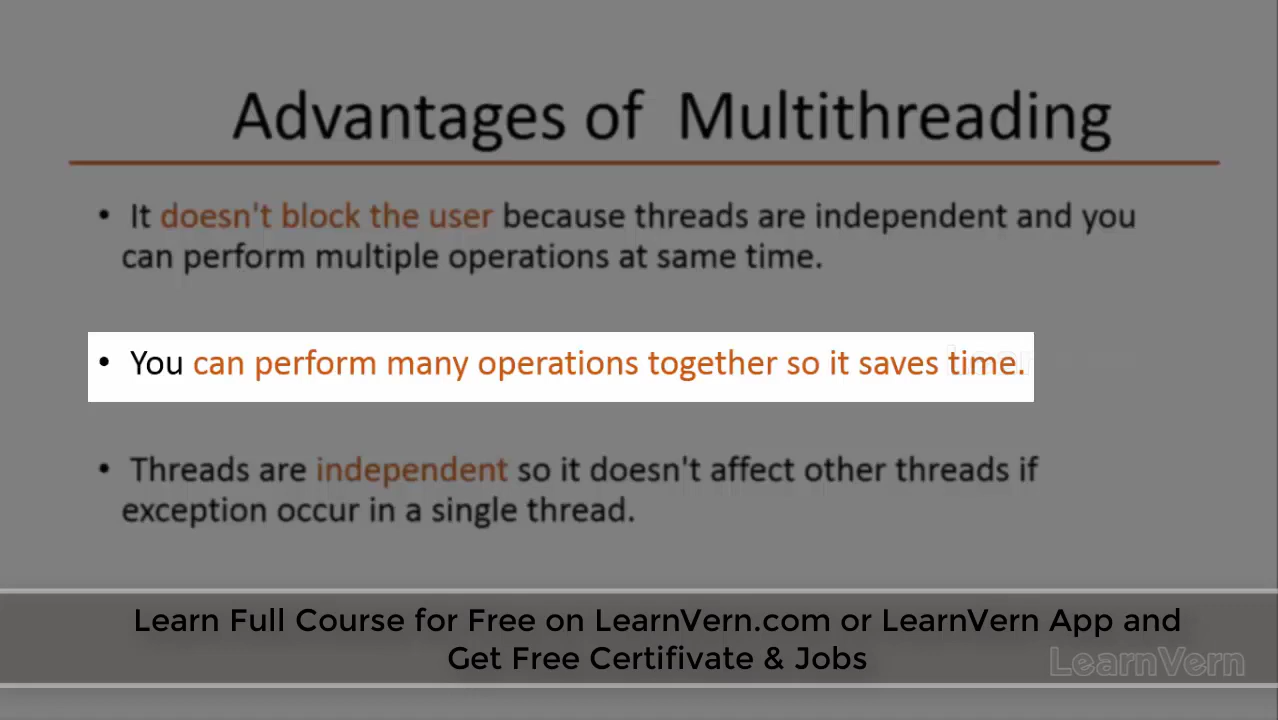 Advantages of Multithreading
• It doesn't block the user because threads are independent and you
can perform multiple operations at same time.
• You can perform many operations together so it saves time.
• Threads are independent so it doesn't affect other threads if
exception occur in a single thread.
Learn Full Course for Free on LearnVern.com or LearnVern App and
Get Free Certifivate & Jobs
LearnVern